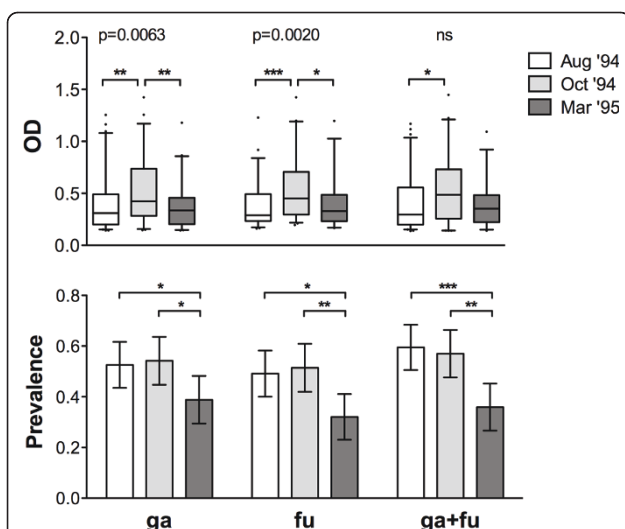 p=0.0063 p=0.0020 ns
** ** *** * *
OD
2.0
1.5
1.0
0.5
0.0
Aug '94
Oct '94
Mar '95
* * ***
* ** **
Prevalence
0.8
0.6
0.4
0.2
0.0
ga fu ga+fu